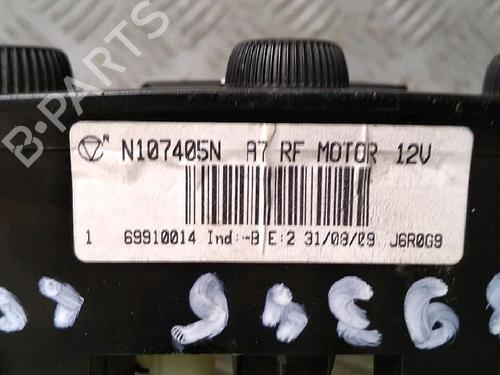 B-PARTS
N107405N A7 RF MOTOR 12V
1 69910014 Ind:-B E:2 31/08/09 J6R0G9